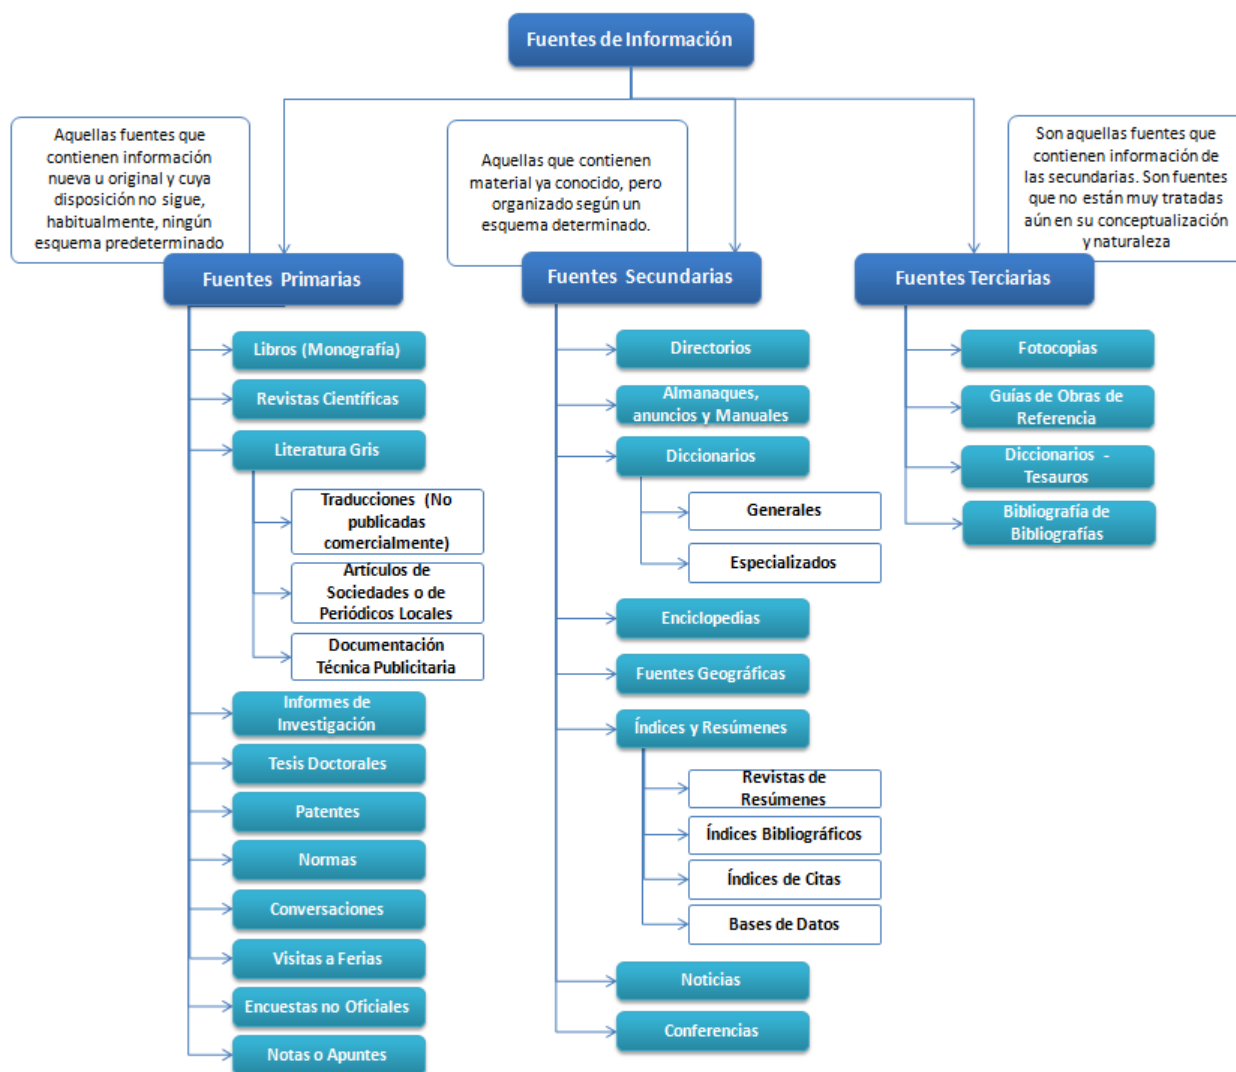 Fuentes de Información
Aquellas fuentes que
contienen información
nueva u original y cuya
disposición no sigue,
habitualmente, ningún
esquema predeterminado
Aquellas que contienen
material ya conocido, pero
organizado según un
esquema determinado.
Son aquellas fuentes que
contienen información de
las secundarias. Son fuentes
que no están muy tratadas
aún en su conceptualización
y naturaleza
Fuentes Primarias
Libros (Monografía)
Revistas Científicas
Literatura Gris
Traducciones (No
publicadas
comercialmente)
Artículos de
Sociedades o de
Periódicos Locales
Documentación
Técnica Publicitaria
Informes de
Investigación
Tesis Doctorales
Patentes
Normas
Conversaciones
Visitas a Ferias
Encuestas no Oficiales
Notas o Apuntes
Fuentes Secundarias
Directorios
Almanaques,
anuncios y Manuales
Diccionarios
Generales
Especializados
Enciclopedias
Fuentes Geográficas
Índices y Resúmenes
Revistas de
Resúmenes
Índices Bibliográficos
Índices de Citas
Bases de Datos
Noticias
Conferencias
Fuentes Terciarias
Fotocopias
Guías de Obras de
Referencia
Diccionarios -
Tesauros
Bibliografía de
Bibliografías